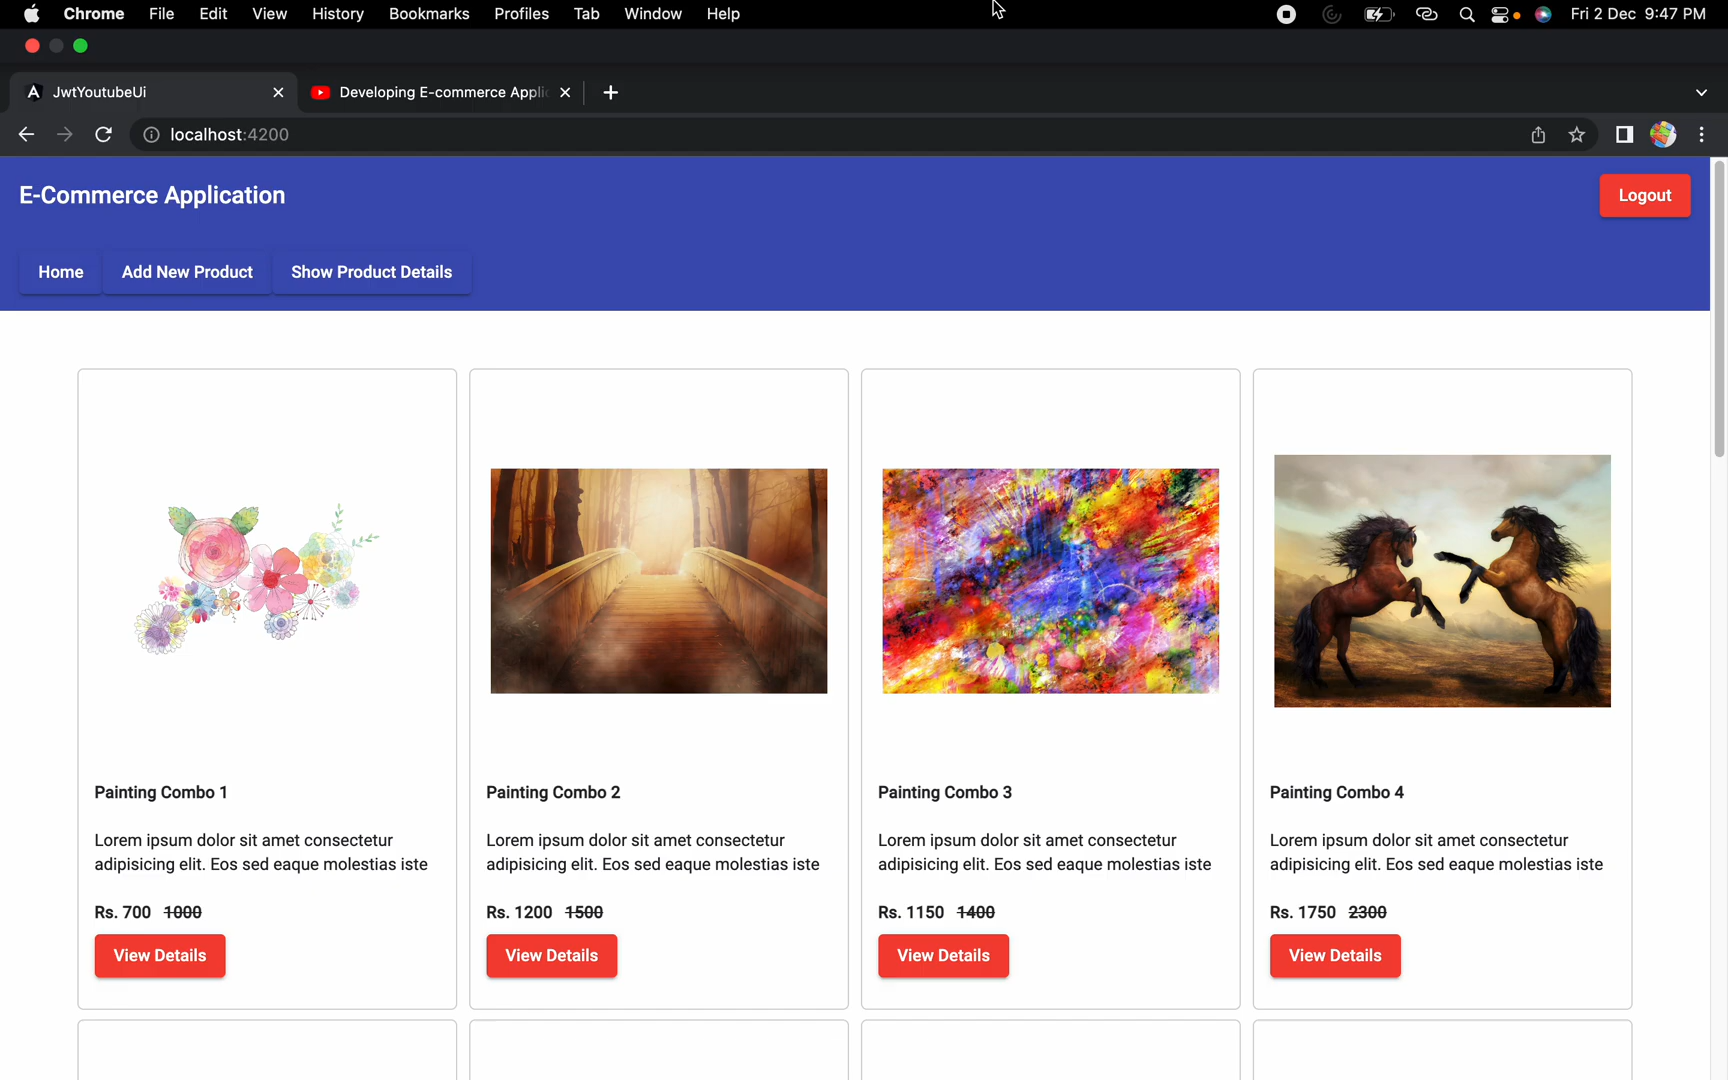 Chrome File Edit View History Bookmarks Profiles Tab Window Help Fri 2 Dec 9:47 PM
JwtYoutubeUi Developing E-commerce Appli
localhost:4200
E-Commerce Application Logout
Home Add New Product Show Product Details
Painting Combo 1
Lorem ipsum dolor sit amet consectetur
adipisicing elit. Eos sed eaque molestias iste
Rs. 700 1000
View Details
Painting Combo 2
Lorem ipsum dolor sit amet consectetur
adipisicing elit. Eos sed eaque molestias iste
Rs. 1200 1500
View Details
Painting Combo 3
Lorem ipsum dolor sit amet consectetur
adipisicing elit. Eos sed eaque molestias iste
Rs. 1150 1400
View Details
Painting Combo 4
Lorem ipsum dolor sit amet consectetur
adipisicing elit. Eos sed eaque molestias iste
Rs. 1750 2300
View Details